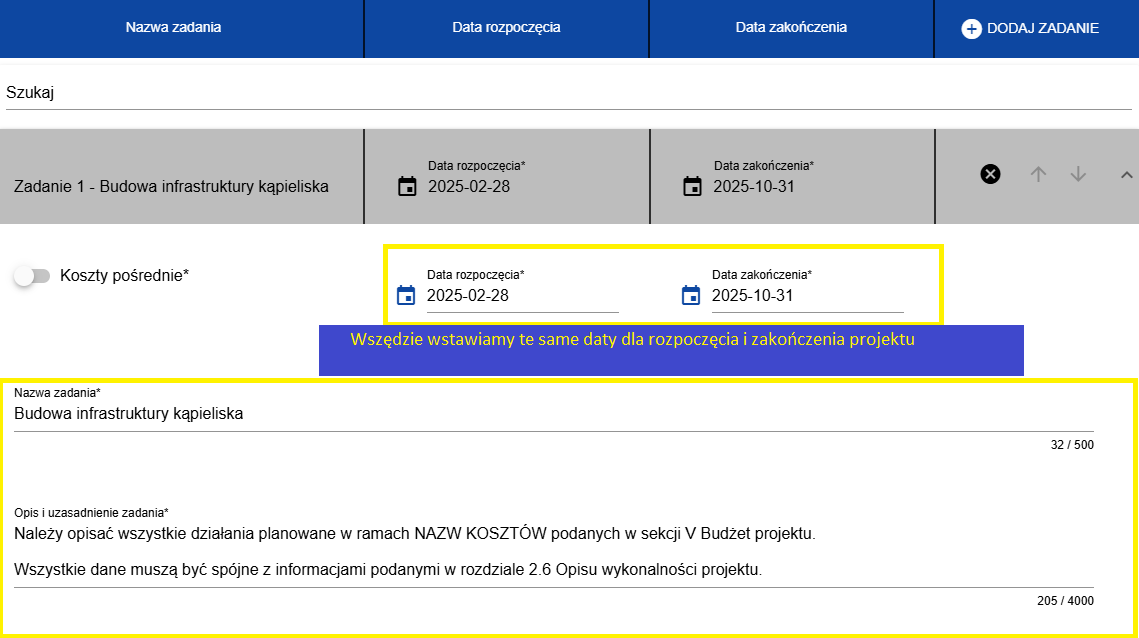 Nazwa zadania Data rozpoczęcia Data zakończenia DODAJ ZADANIE
Szukaj
Data rozpoczęcia* Data zakończenia*
Zadanie 1 - Budowa infrastruktury kąpieliska 2025-02-28 2025-10-31
Data rozpoczęcia* Data zakończenia*
Koszty pośrednie* 2025-02-28 2025-10-31
Wszędzie wstawiamy te same daty dla rozpoczęcia i zakończenia projektu
Nazwa zadania*
Budowa infrastruktury kąpieliska
32 / 500
Opis i uzasadnienie zadania*
Należy opisać wszystkie działania planowane w ramach NAZW KOSZTÓW podanych w sekcji V Budżet projektu.
Wszystkie dane muszą być spójne z informacjami podanymi w rozdziale 2.6 Opisu wykonalności projektu.
205 / 4000